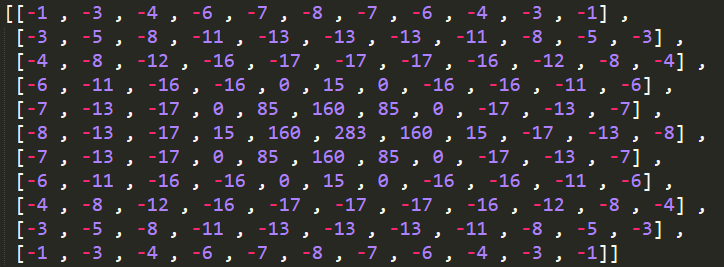 [[-1 , -3 , -4 , -6 , -7 , -8 , -7 , -6 , -4 , -3 , -1] ,
[-3 , -5 , -8 , -11 , -13 , -13 , -13 , -11 , -8 , -5 , -3] ,
[-4 , -8 , -12 , -16 , -17 , -17 , -17 , -16 , -12 , -8 , -4] ,
[-6 , -11 , -16 , -16 , 0 , 15 , 0 , -16 , -16 , -11 , -6] ,
[-7 , -13 , -17 , 0 , 85 , 160 , 85 , 0 , -17 , -13 , -7] ,
[-8 , -13 , -17 , 15 , 160 , 283 , 160 , 15 , -17 , -13 , -8] ,
[-7 , -13 , -17 , 0 , 85 , 160 , 85 , 0 , -17 , -13 , -7] ,
[-6 , -11 , -16 , -16 , 0 , 15 , 0 , -16 , -16 , -11 , -6] ,
[-4 , -8 , -12 , -16 , -17 , -17 , -17 , -16 , -12 , -8 , -4] ,
[-3 , -5 , -8 , -11 , -13 , -13 , -13 , -11 , -8 , -5 , -3] ,
[-1 , -3 , -4 , -6 , -7 , -8 , -7 , -6 , -4 , -3 , -1]]